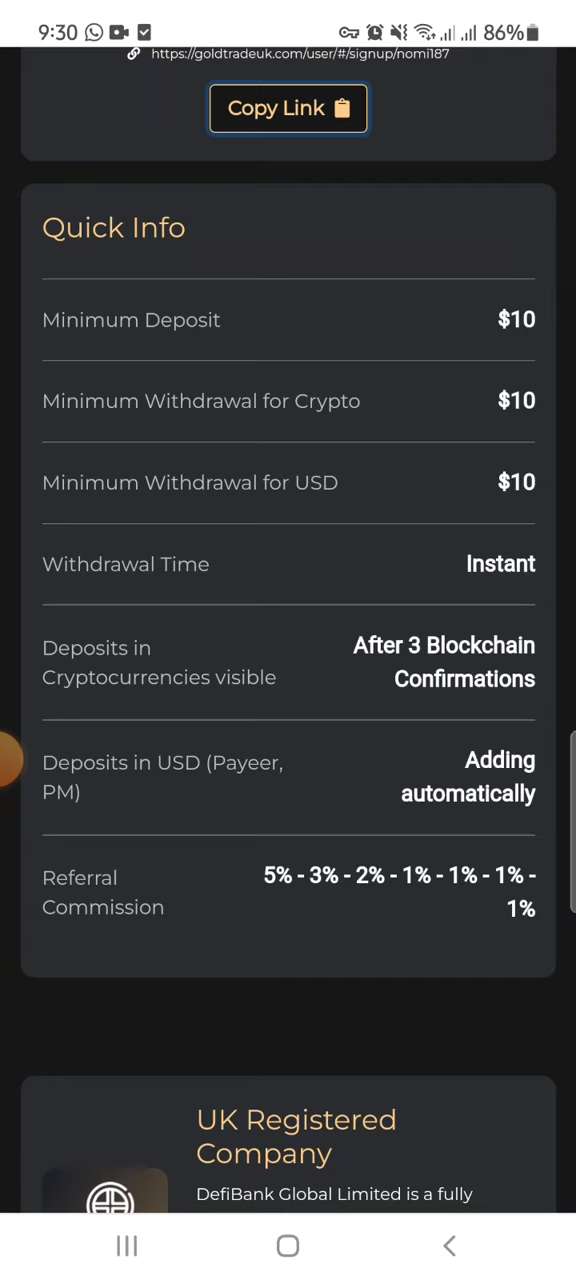 9:30
86%
https://goldtradeuk.com/user/#/signup/nomi187
Copy Link
Quick Info
Minimum Deposit $10
Minimum Withdrawal for Crypto $10
Minimum Withdrawal for USD $10
Withdrawal Time Instant
Deposits in After 3 Blockchain
Cryptocurrencies visible Confirmations
Deposits in USD (Payeer, Adding
PM) automatically
Referral 5% - 3% - 2% - 1% - 1% - 1% -
Commission 1%
UK Registered
Company
DefiBank Global Limited is a fully